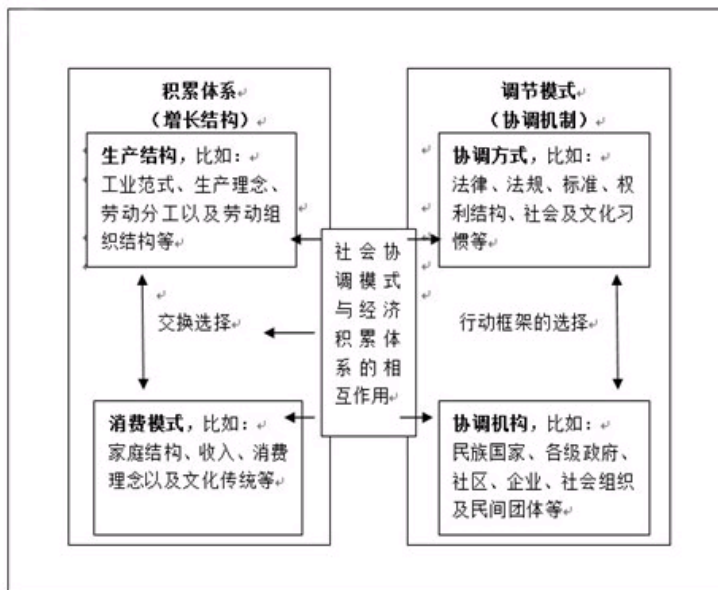 积累体系
（增长结构）
生产结构，比如：
工业范式、生产理念、
劳动分工以及劳动组
织结构等
交换选择
消费模式，比如：
家庭结构、收入、消费
理念以及文化传统等
社会协
调模式
与经济
积累体
系的相
互作用
调节模式
（协调机制）
协调方式，比如：
法律、法规、标准、权
利结构、社会及文化习
惯等
行动框架的选择
协调机构，比如：
民族国家、各级政府、
社区、企业、社会组织
及民间团体等